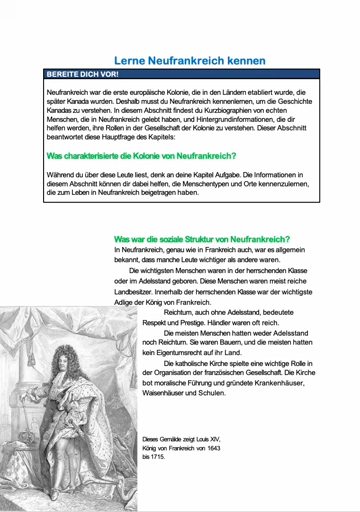 Lerne Neufrankreich kennen
BEREITE DICH VOR!
Neufrankreich war die erste europäische Kolonie, die in den Ländern etabliert wurde, die
später Kanada wurden. Deshalb musst du Neufrankreich kennenlernen, um die Geschichte
Kanadas zu verstehen. In diesem Abschnitt findest du Kurzbiographien von echten
Menschen, die in Neufrankreich gelebt haben, und Hintergrundinformationen, die dir
helfen werden, ihre Rollen in der Gesellschaft der Kolonie zu verstehen. Dieser Abschnitt
beantwortet diese Hauptfrage des Kapitels:
Was charakterisierte die Kolonie von Neufrankreich?
Während du über diese Leute liest, denk an deine Kapitel Aufgabe. Die Informationen in
diesem Abschnitt können dir dabei helfen, die Menschentypen und Orte kennenzulernen,
die zum Leben in Neufrankreich beigetragen haben.
Was war die soziale Struktur von Neufrankreich?
In Neufrankreich, genau wie in Frankreich auch, war es allgemein
bekannt, dass manche Leute wichtiger als andere waren.
Die wichtigsten Menschen waren in der herrschenden Klasse
oder im Adelsstand geboren. Diese Menschen waren meist reiche
Landbesitzer. Innerhalb der herrschenden Klasse war der wichtigste
Adlige der König von Frankreich.
Reichtum, auch ohne Adelsstand, bedeutete
Respekt und Prestige. Händler waren oft reich.
Die meisten Menschen hatten weder Adelsstand
noch Reichtum. Sie waren Bauern, und die meisten hatten
kein Eigentumsrecht auf ihr Land.
Die katholische Kirche spielte eine wichtige Rolle in
der Organisation der französischen Gesellschaft. Die Kirche
bot moralische Führung und gründete Krankenhäuser,
Waisenhäuser und Schulen.
Dieses Gemälde zeigt Louis XIV,
König von Frankreich von 1643
bis 1715.